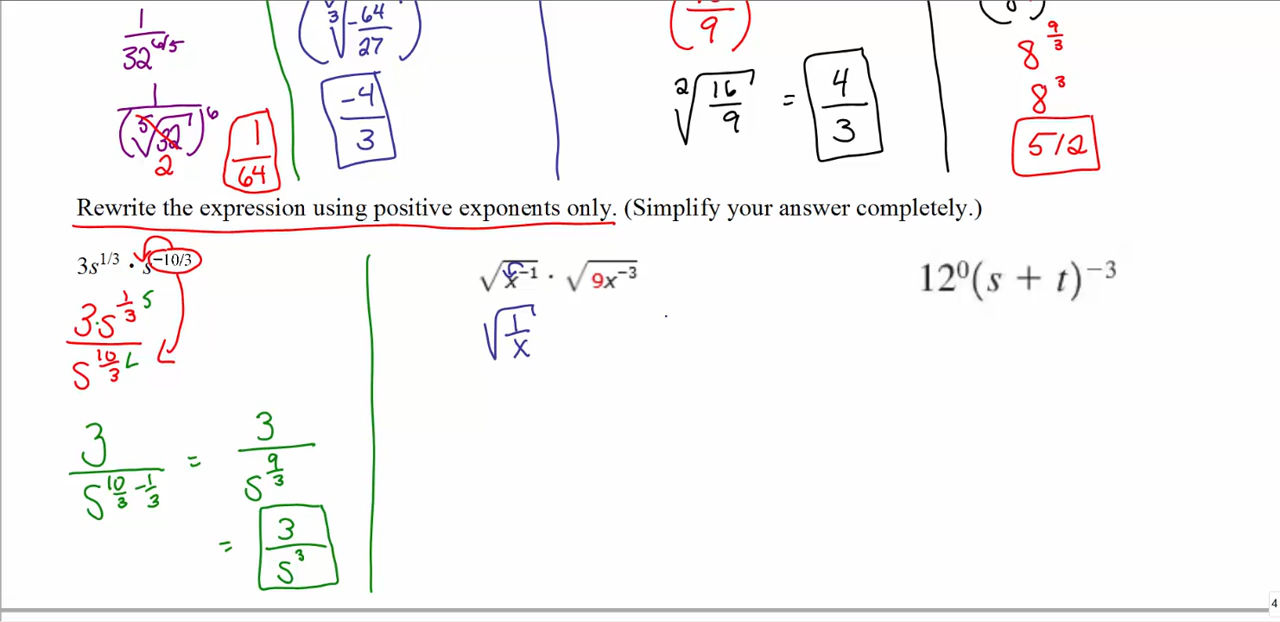 1/32^{6/5}
1/(⁵√32)^6
2
1/64
(³√-64/27)
-4/3
9
²√16/9 = 4/3
8^{9/3}
8^3
512
Rewrite the expression using positive exponents only. (Simplify your answer completely.)
3s^{1/3} · s^{-10/3}
3·s^{1/3} s
s^{10/3} L
3/s^{10/3 - 1/3} = 3/s^{9/3}
= 3/s^3
√x^{-1} · √9x^{-3}
√1/x
12^0(s + t)^{-3}
4